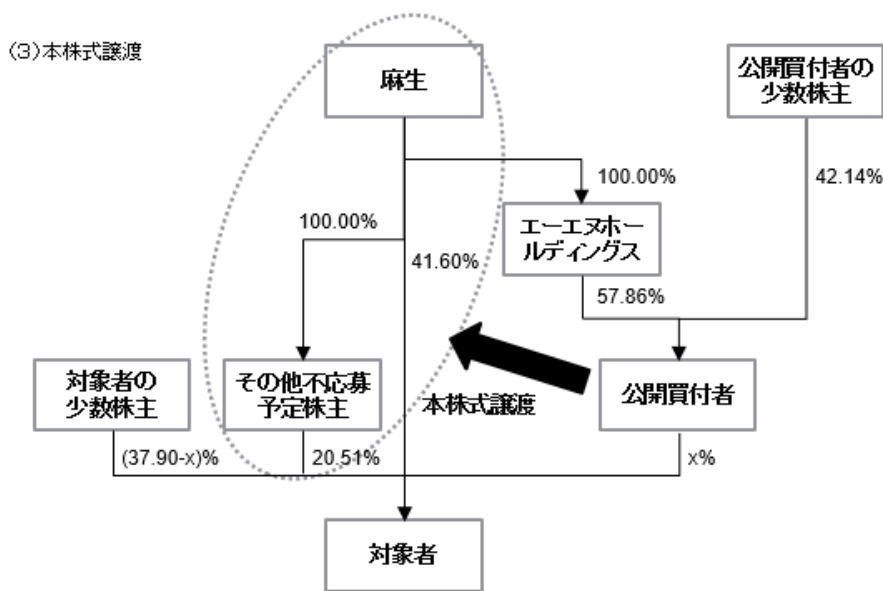 (3)本株式譲渡
麻生
公開買付者の
少数株主
100.00%
42.14%
エーエヌホー
ルディングス
100.00%
41.60%
57.86%
対象者の
少数株主
その他不応募
予定株主
本株式譲渡
公開買付者
(37.90-x)%
20.51%
x%
対象者